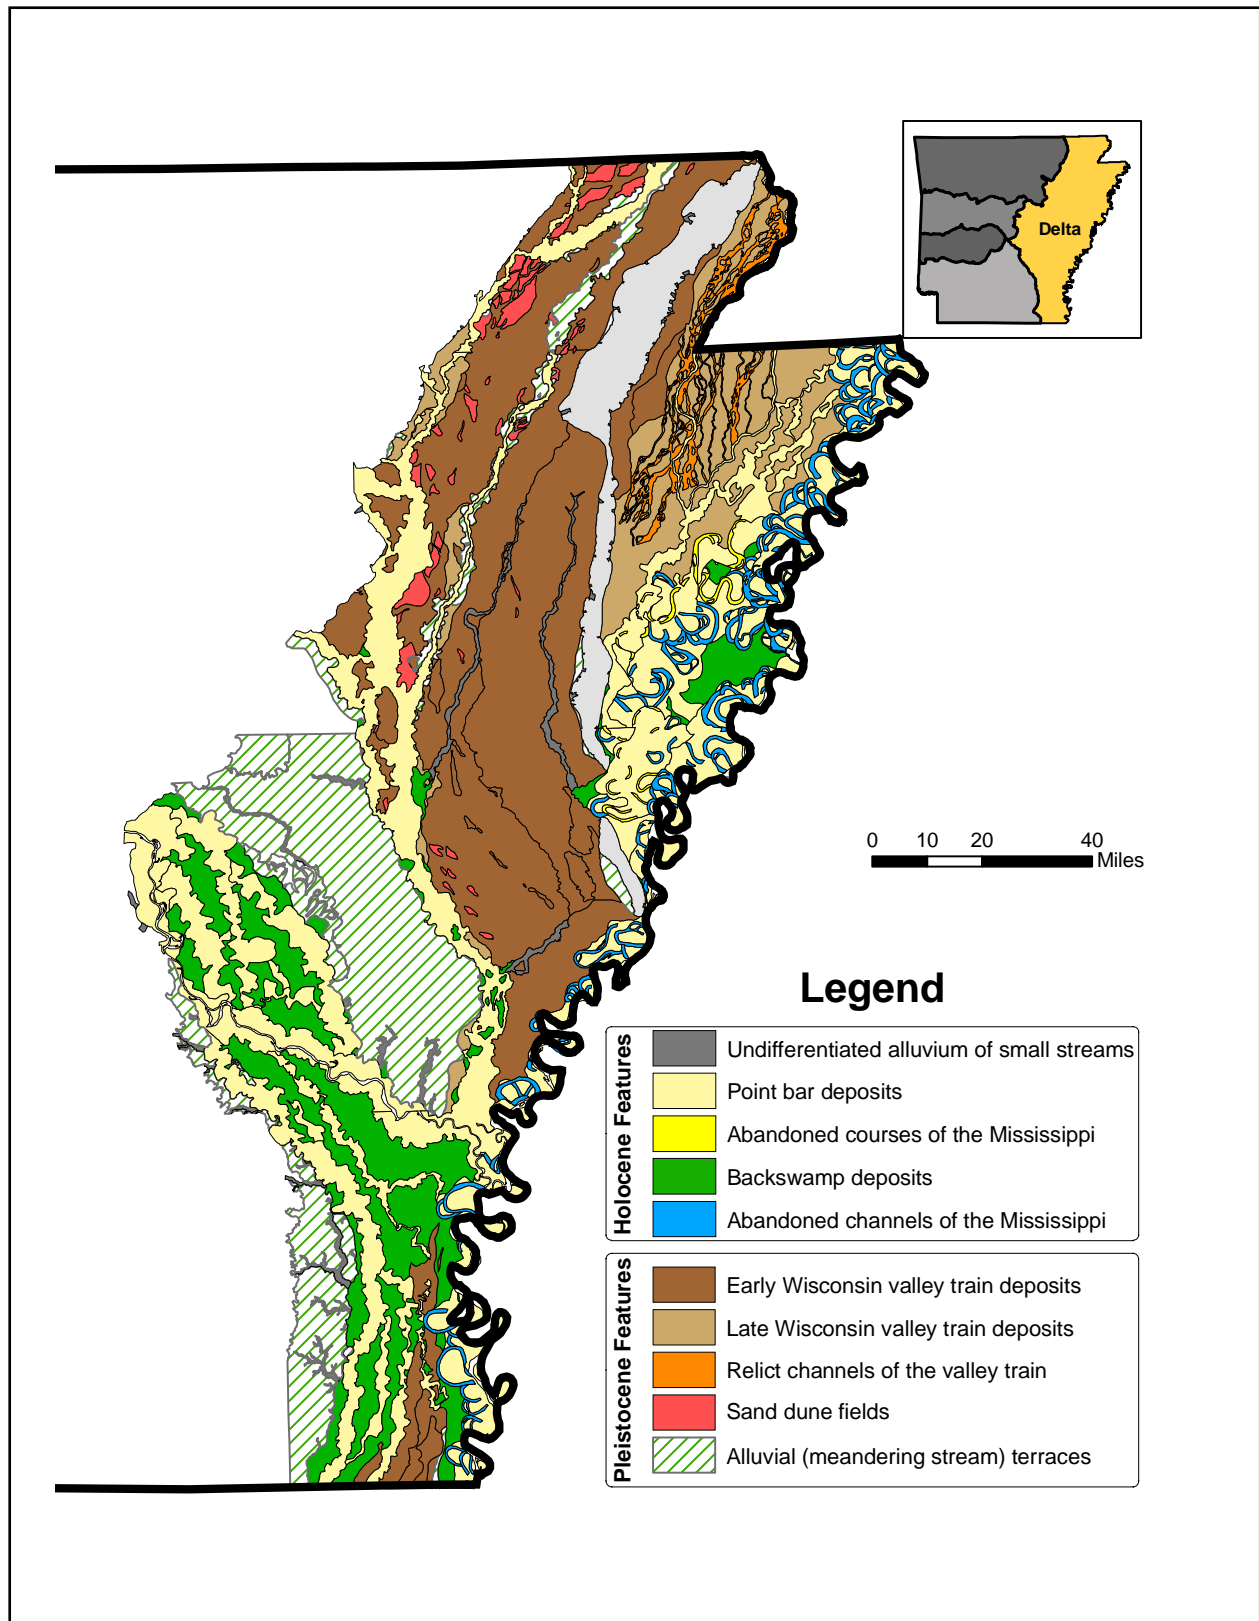 Delta
0 10 20 40
Miles
Legend
Holocene Features
Undifferentiated alluvium of small streams
Point bar deposits
Abandoned courses of the Mississippi
Backswamp deposits
Abandoned channels of the Mississippi
Pleistocene Features
Early Wisconsin valley train deposits
Late Wisconsin valley train deposits
Relict channels of the valley train
Sand dune fields
Alluvial (meandering stream) terraces